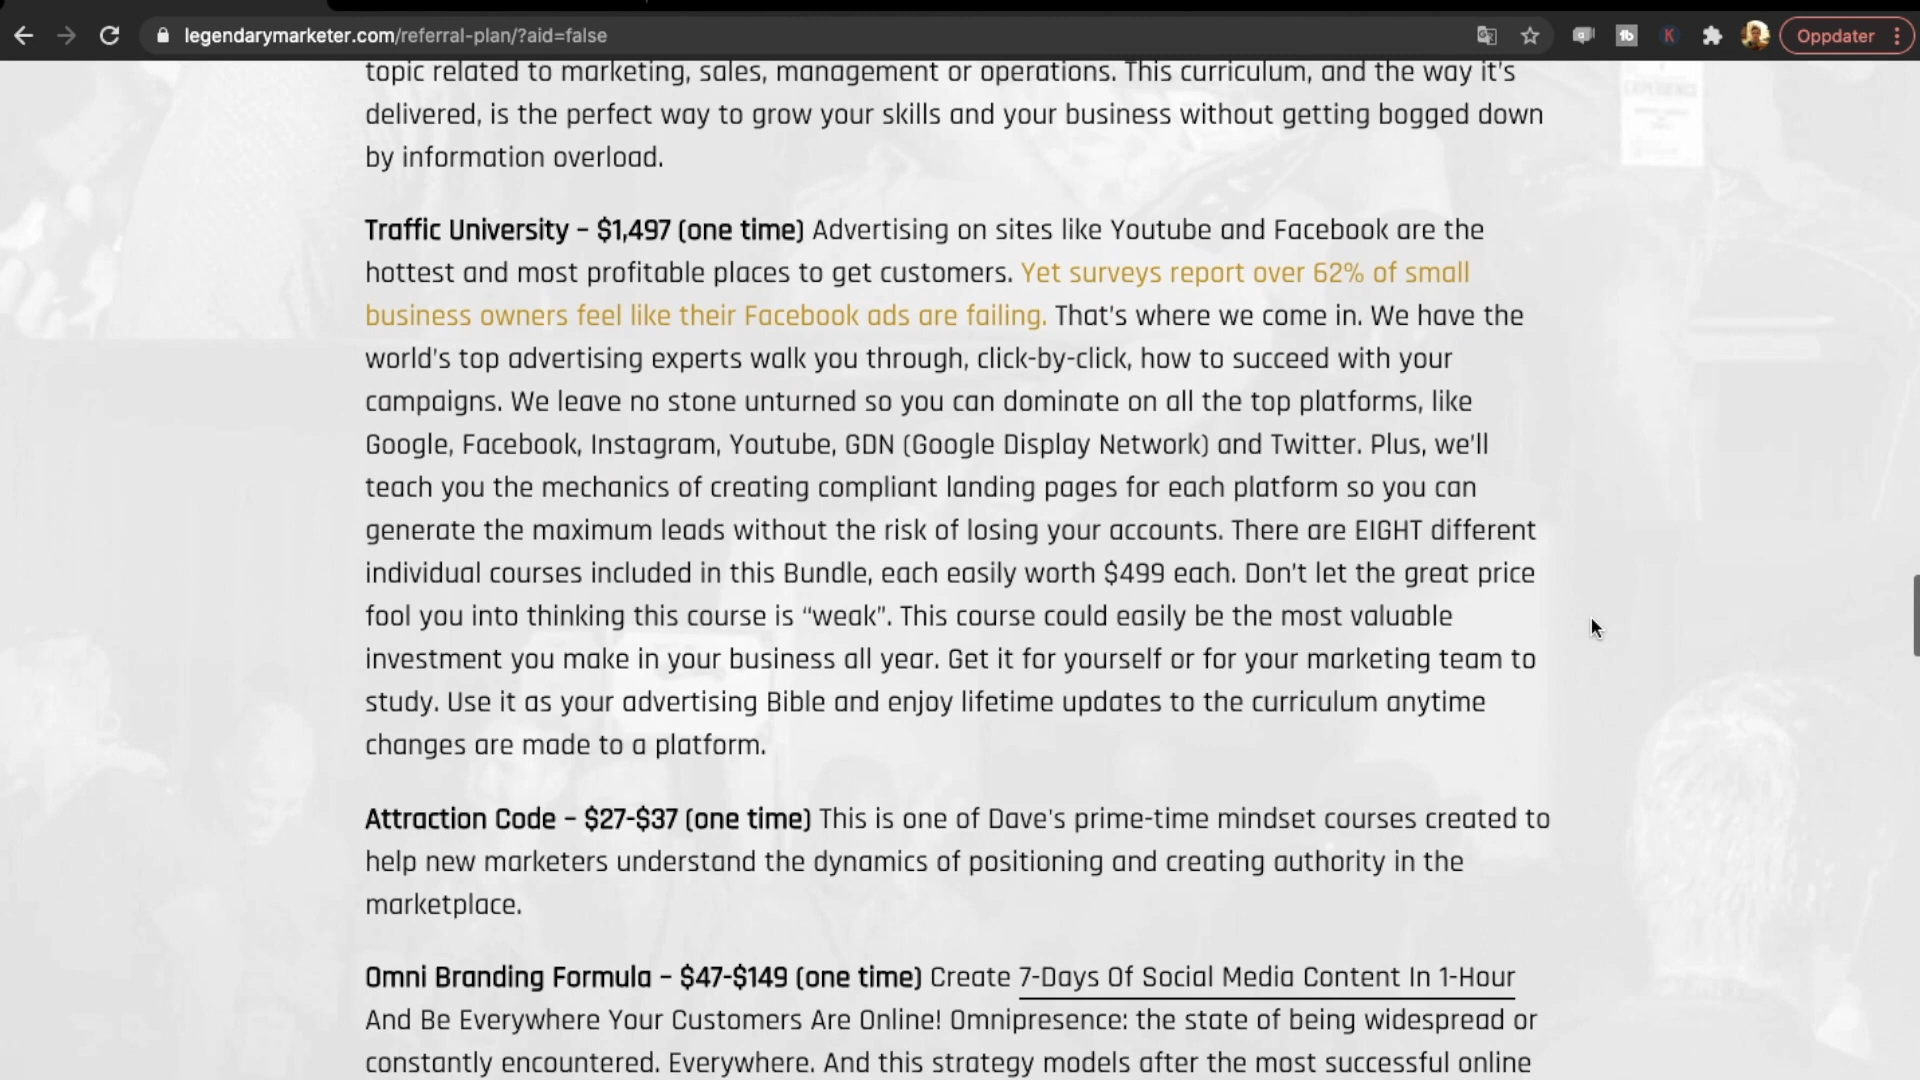 legendarymarketer.com/referral-plan/?aid=false
Oppdater
topic related to marketing, sales, management or operations. This curriculum, and the way it's
delivered, is the perfect way to grow your skills and your business without getting bogged down
by information overload.
Traffic University – $1,497 (one time) Advertising on sites like Youtube and Facebook are the
hottest and most profitable places to get customers. Yet surveys report over 62% of small
business owners feel like their Facebook ads are failing. That's where we come in. We have the
world's top advertising experts walk you through, click-by-click, how to succeed with your
campaigns. We leave no stone unturned so you can dominate on all the top platforms, like
Google, Facebook, Instagram, Youtube, GDN (Google Display Network) and Twitter. Plus, we'll
teach you the mechanics of creating compliant landing pages for each platform so you can
generate the maximum leads without the risk of losing your accounts. There are EIGHT different
individual courses included in this Bundle, each easily worth $499 each. Don't let the great price
fool you into thinking this course is “weak”. This course could easily be the most valuable
investment you make in your business all year. Get it for yourself or for your marketing team to
study. Use it as your advertising Bible and enjoy lifetime updates to the curriculum anytime
changes are made to a platform.
Attraction Code – $27-$37 (one time) This is one of Dave's prime-time mindset courses created to
help new marketers understand the dynamics of positioning and creating authority in the
marketplace.
Omni Branding Formula – $47-$149 (one time) Create 7-Days Of Social Media Content In 1-Hour
And Be Everywhere Your Customers Are Online! Omnipresence: the state of being widespread or
constantly encountered. Everywhere. And this strategy models after the most successful online